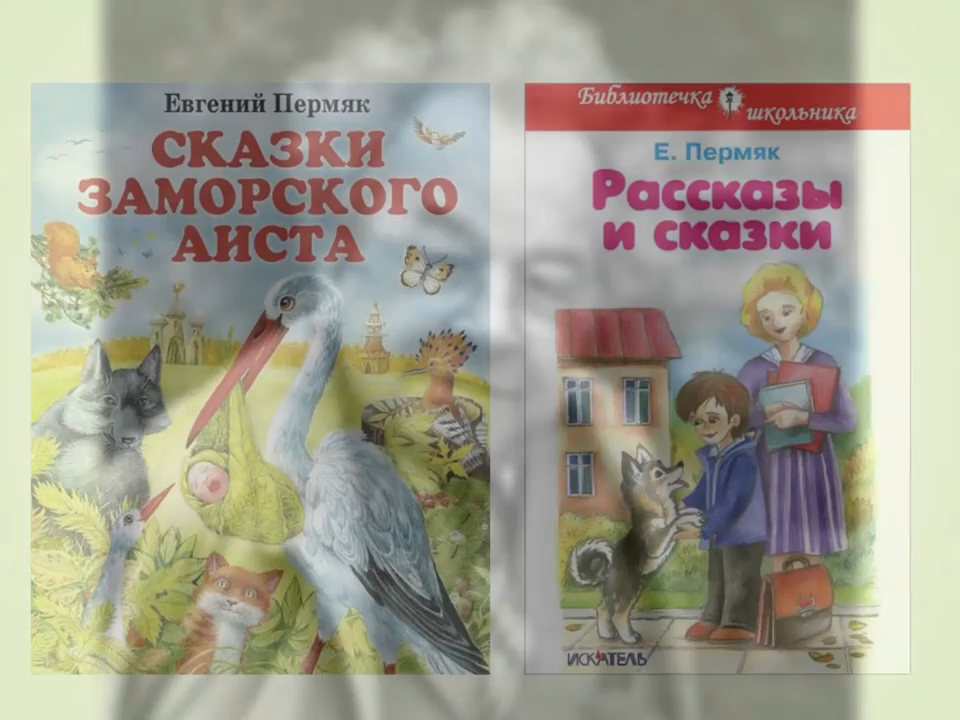 Евгений Пермяк
СКАЗКИ
ЗАМОРСКОГО
АИСТА
Библиотечка
школьника
Е. Пермяк
Рассказы
и сказки
ИСКАТЕЛЬ